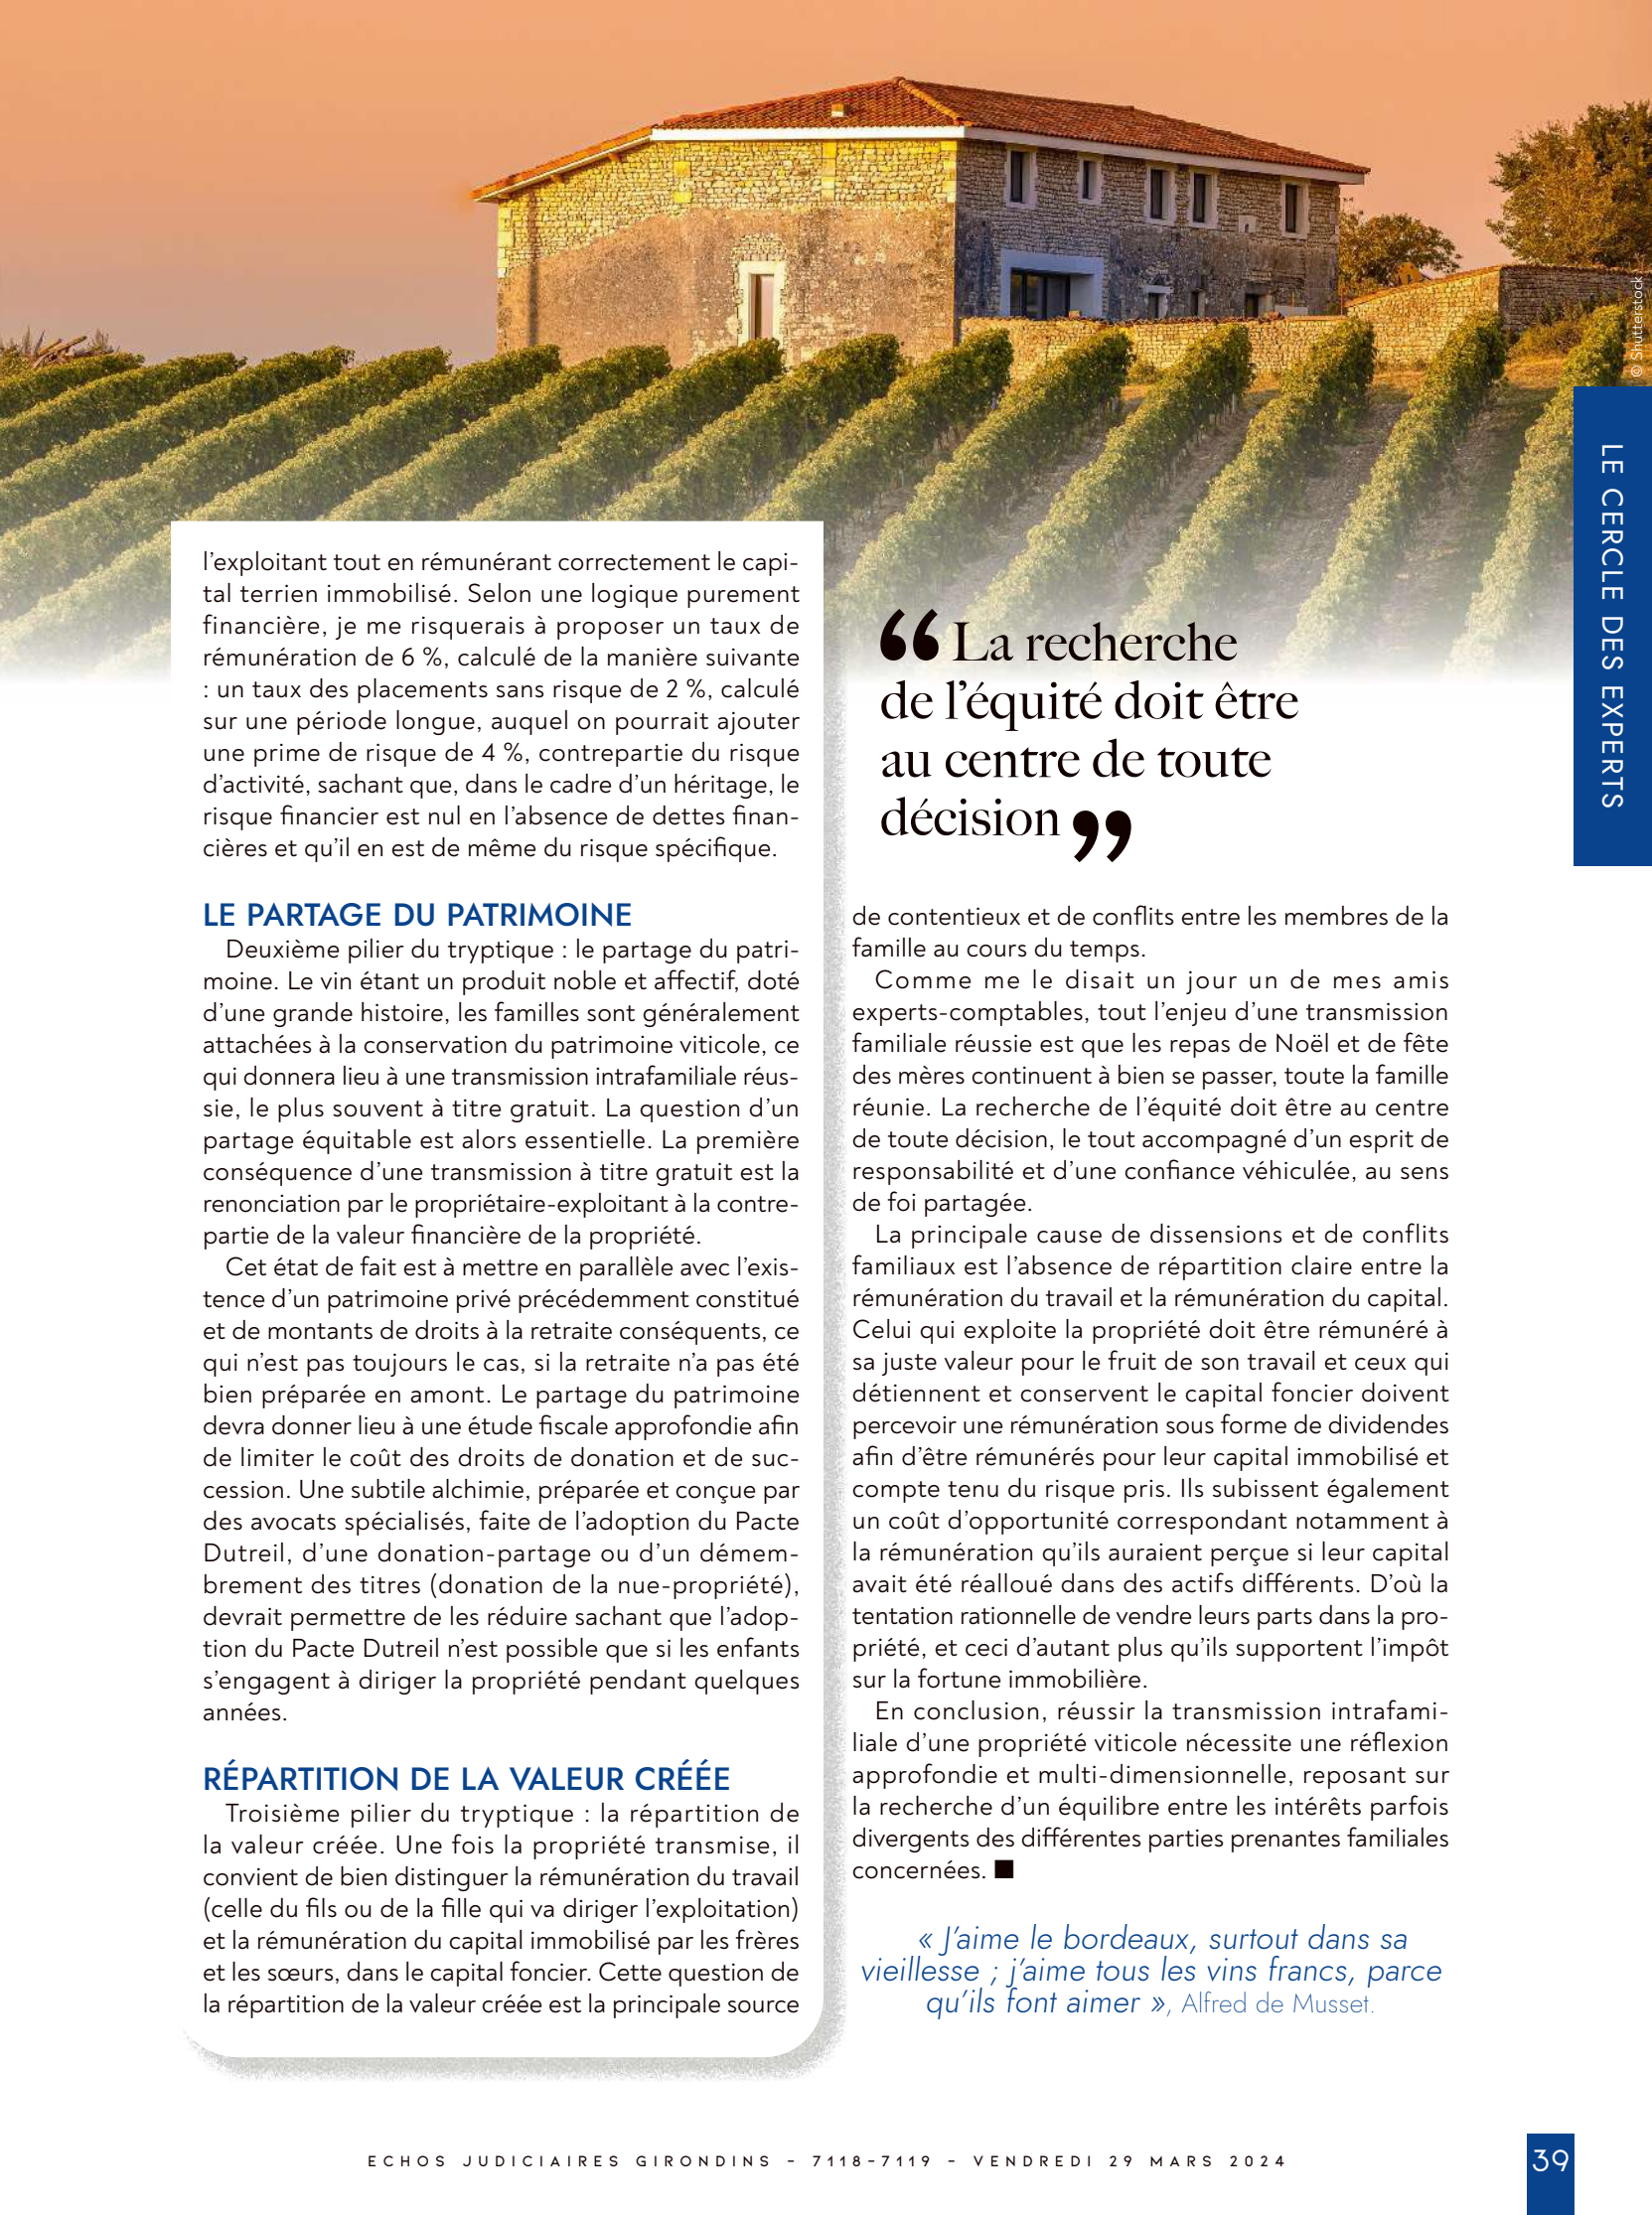 © Shutterstock
LE CERCLE DES EXPERTS
l’exploitant tout en rémunérant correctement le capi-
tal terrien immobilisé. Selon une logique purement
financière, je me risquerais à proposer un taux de
rémunération de 6 %, calculé de la manière suivante
: un taux des placements sans risque de 2 %, calculé
sur une période longue, auquel on pourrait ajouter
une prime de risque de 4 %, contrepartie du risque
d’activité, sachant que, dans le cadre d’un héritage, le
risque financier est nul en l’absence de dettes finan-
cières et qu’il en est de même du risque spécifique.
LE PARTAGE DU PATRIMOINE
Deuxième pilier du tryptique : le partage du patri-
moine. Le vin étant un produit noble et affectif, doté
d’une grande histoire, les familles sont généralement
attachées à la conservation du patrimoine viticole, ce
qui donnera lieu à une transmission intrafamiliale réus-
sie, le plus souvent à titre gratuit. La question d’un
partage équitable est alors essentielle. La première
conséquence d’une transmission à titre gratuit est la
renonciation par le propriétaire-exploitant à la contre-
partie de la valeur financière de la propriété.
Cet état de fait est à mettre en parallèle avec l’exis-
tence d’un patrimoine privé précédemment constitué
et de montants de droits à la retraite conséquents, ce
qui n’est pas toujours le cas, si la retraite n’a pas été
bien préparée en amont. Le partage du patrimoine
devra donner lieu à une étude fiscale approfondie afin
de limiter le coût des droits de donation et de suc-
cession. Une subtile alchimie, préparée et conçue par
des avocats spécialisés, faite de l’adoption du Pacte
Dutreil, d’une donation-partage ou d’un démem-
brement des titres (donation de la nue-propriété),
devrait permettre de les réduire sachant que l’adop-
tion du Pacte Dutreil n’est possible que si les enfants
s’engagent à diriger la propriété pendant quelques
années.
RÉPARTITION DE LA VALEUR CRÉÉE
Troisième pilier du tryptique : la répartition de
la valeur créée. Une fois la propriété transmise, il
convient de bien distinguer la rémunération du travail
(celle du fils ou de la fille qui va diriger l’exploitation)
et la rémunération du capital immobilisé par les frères
et les sœurs, dans le capital foncier. Cette question de
la répartition de la valeur créée est la principale source
“ La recherche
de l’équité doit être
au centre de toute
décision ”
de contentieux et de conflits entre les membres de la
famille au cours du temps.
Comme me le disait un jour un de mes amis
experts-comptables, tout l’enjeu d’une transmission
familiale réussie est que les repas de Noël et de fête
des mères continuent à bien se passer, toute la famille
réunie. La recherche de l’équité doit être au centre
de toute décision, le tout accompagné d’un esprit de
responsabilité et d’une confiance véhiculée, au sens
de foi partagée.
La principale cause de dissensions et de conflits
familiaux est l’absence de répartition claire entre la
rémunération du travail et la rémunération du capital.
Celui qui exploite la propriété doit être rémunéré à
sa juste valeur pour le fruit de son travail et ceux qui
détiennent et conservent le capital foncier doivent
percevoir une rémunération sous forme de dividendes
afin d’être rémunérés pour leur capital immobilisé et
compte tenu du risque pris. Ils subissent également
un coût d’opportunité correspondant notamment à
la rémunération qu’ils auraient perçue si leur capital
avait été réalloué dans des actifs différents. D’où la
tentation rationnelle de vendre leurs parts dans la pro-
priété, et ceci d’autant plus qu’ils supportent l’impôt
sur la fortune immobilière.
En conclusion, réussir la transmission intrafami-
liale d’une propriété viticole nécessite une réflexion
approfondie et multi-dimensionnelle, reposant sur
la recherche d’un équilibre entre les intérêts parfois
divergents des différentes parties prenantes familiales
concernées. ■
« J’aime le bordeaux, surtout dans sa
vieillesse ; j’aime tous les vins francs, parce
qu’ils font aimer », Alfred de Musset.
ECHOS JUDICIAIRES GIRONDINS – 7118-7119 – VENDREDI 29 MARS 2024
39